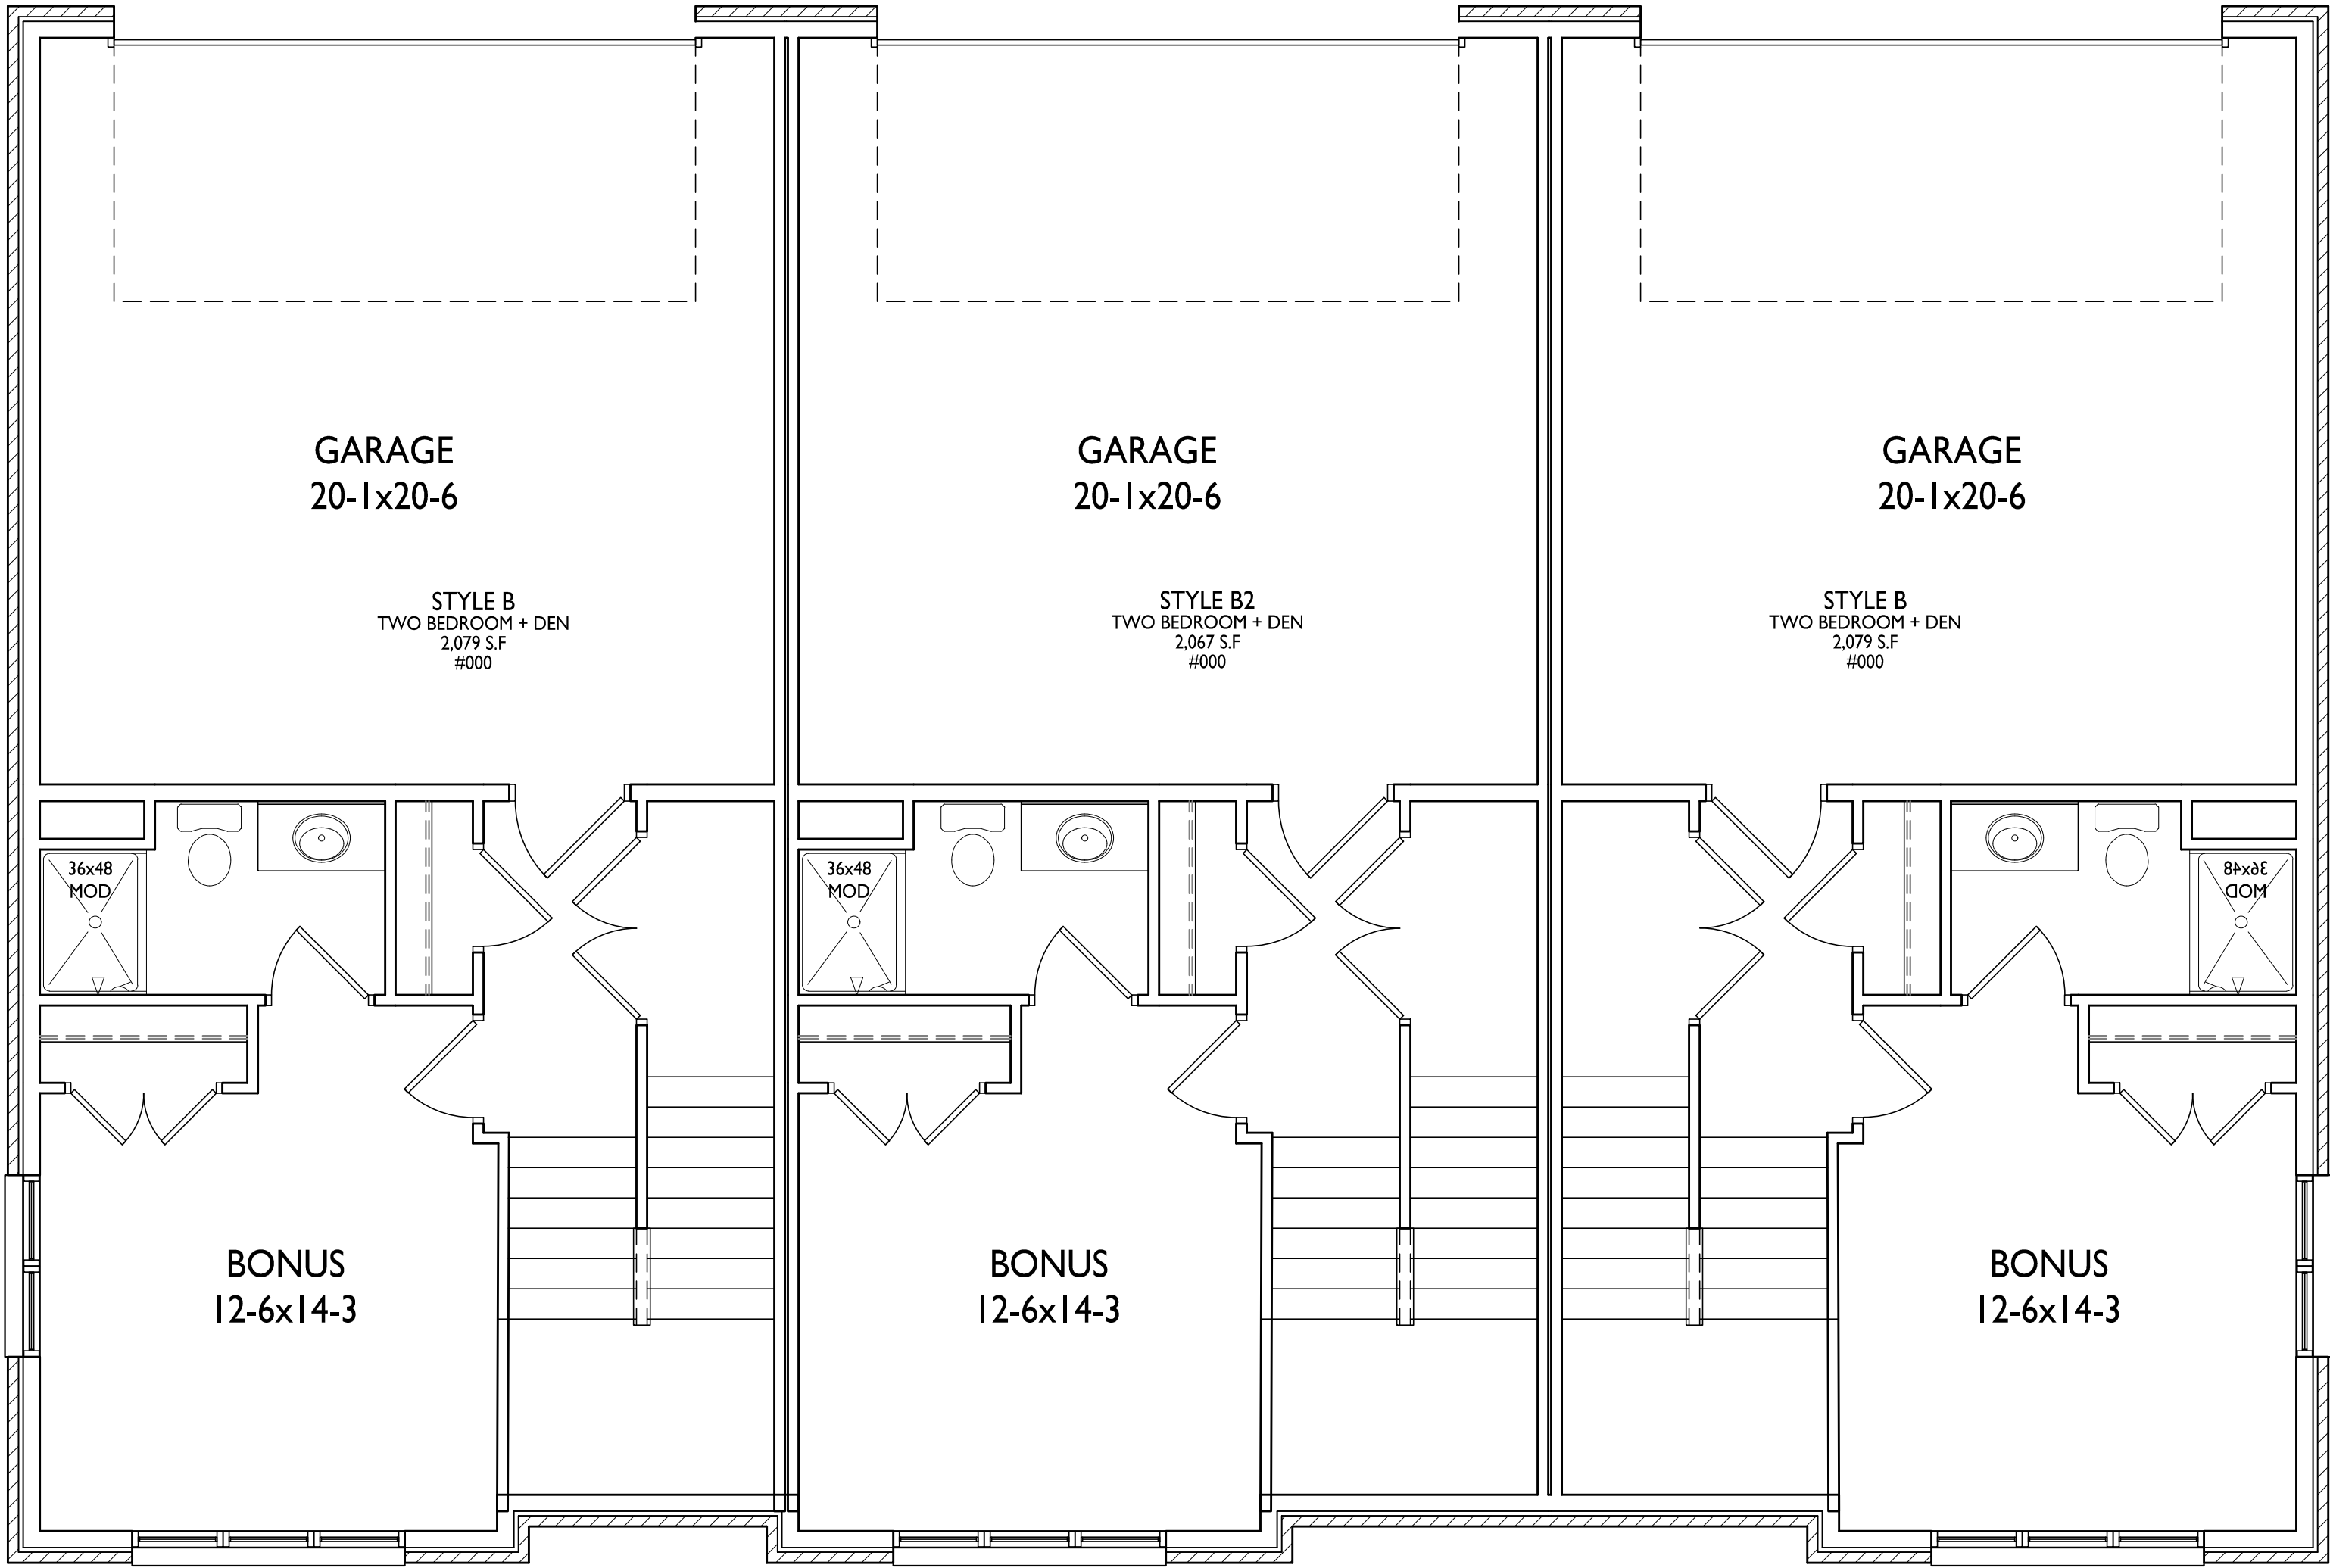 GARAGE
20-1x20-6
GARAGE
20-1x20-6
GARAGE
20-1x20-6
STYLE B
TWO BEDROOM + DEN
2,079 S.F
#000
STYLE B2
TWO BEDROOM + DEN
2,067 S.F
#000
STYLE B
TWO BEDROOM + DEN
2,079 S.F
#000
36x48
MOD
36x48
MOD
36x48
MOD
BONUS
12-6x14-3
BONUS
12-6x14-3
BONUS
12-6x14-3